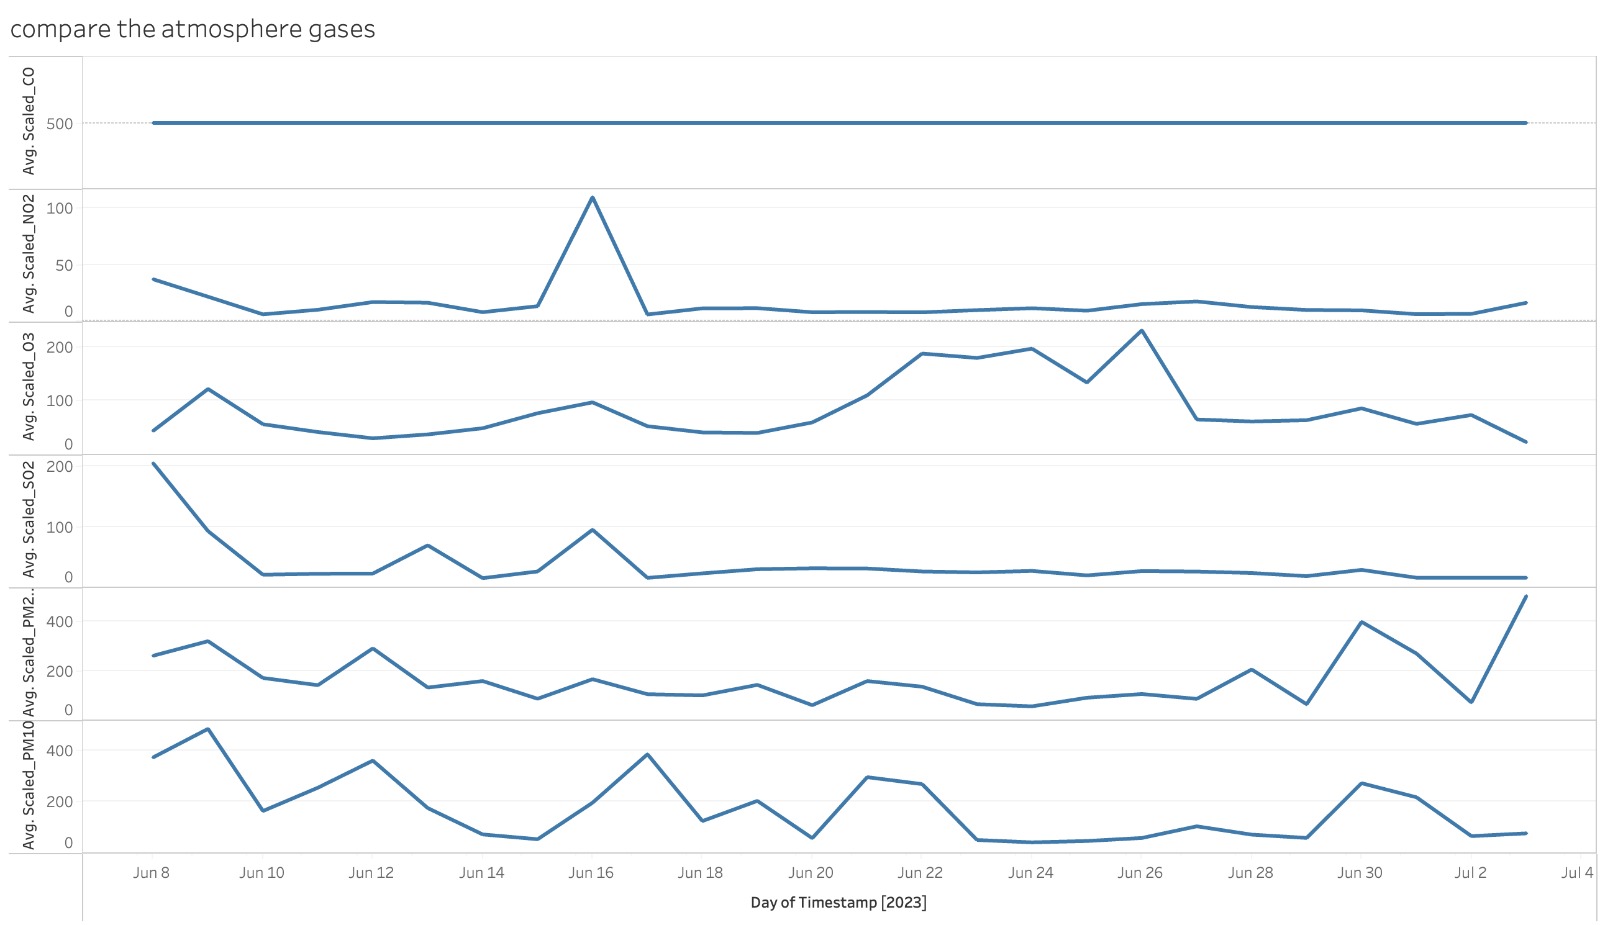 compare the atmosphere gases
Avg. Scaled_CO
500
Avg. Scaled_NO2
100
50
0
Avg. Scaled_O3
200
100
0
Avg. Scaled_SO2
200
100
0
Avg. Scaled_PM2..
400
200
0
Avg. Scaled_PM10
400
200
0
Jun 8 Jun 10 Jun 12 Jun 14 Jun 16 Jun 18 Jun 20 Jun 22 Jun 24 Jun 26 Jun 28 Jun 30 Jul 2 Jul 4
Day of Timestamp [2023]